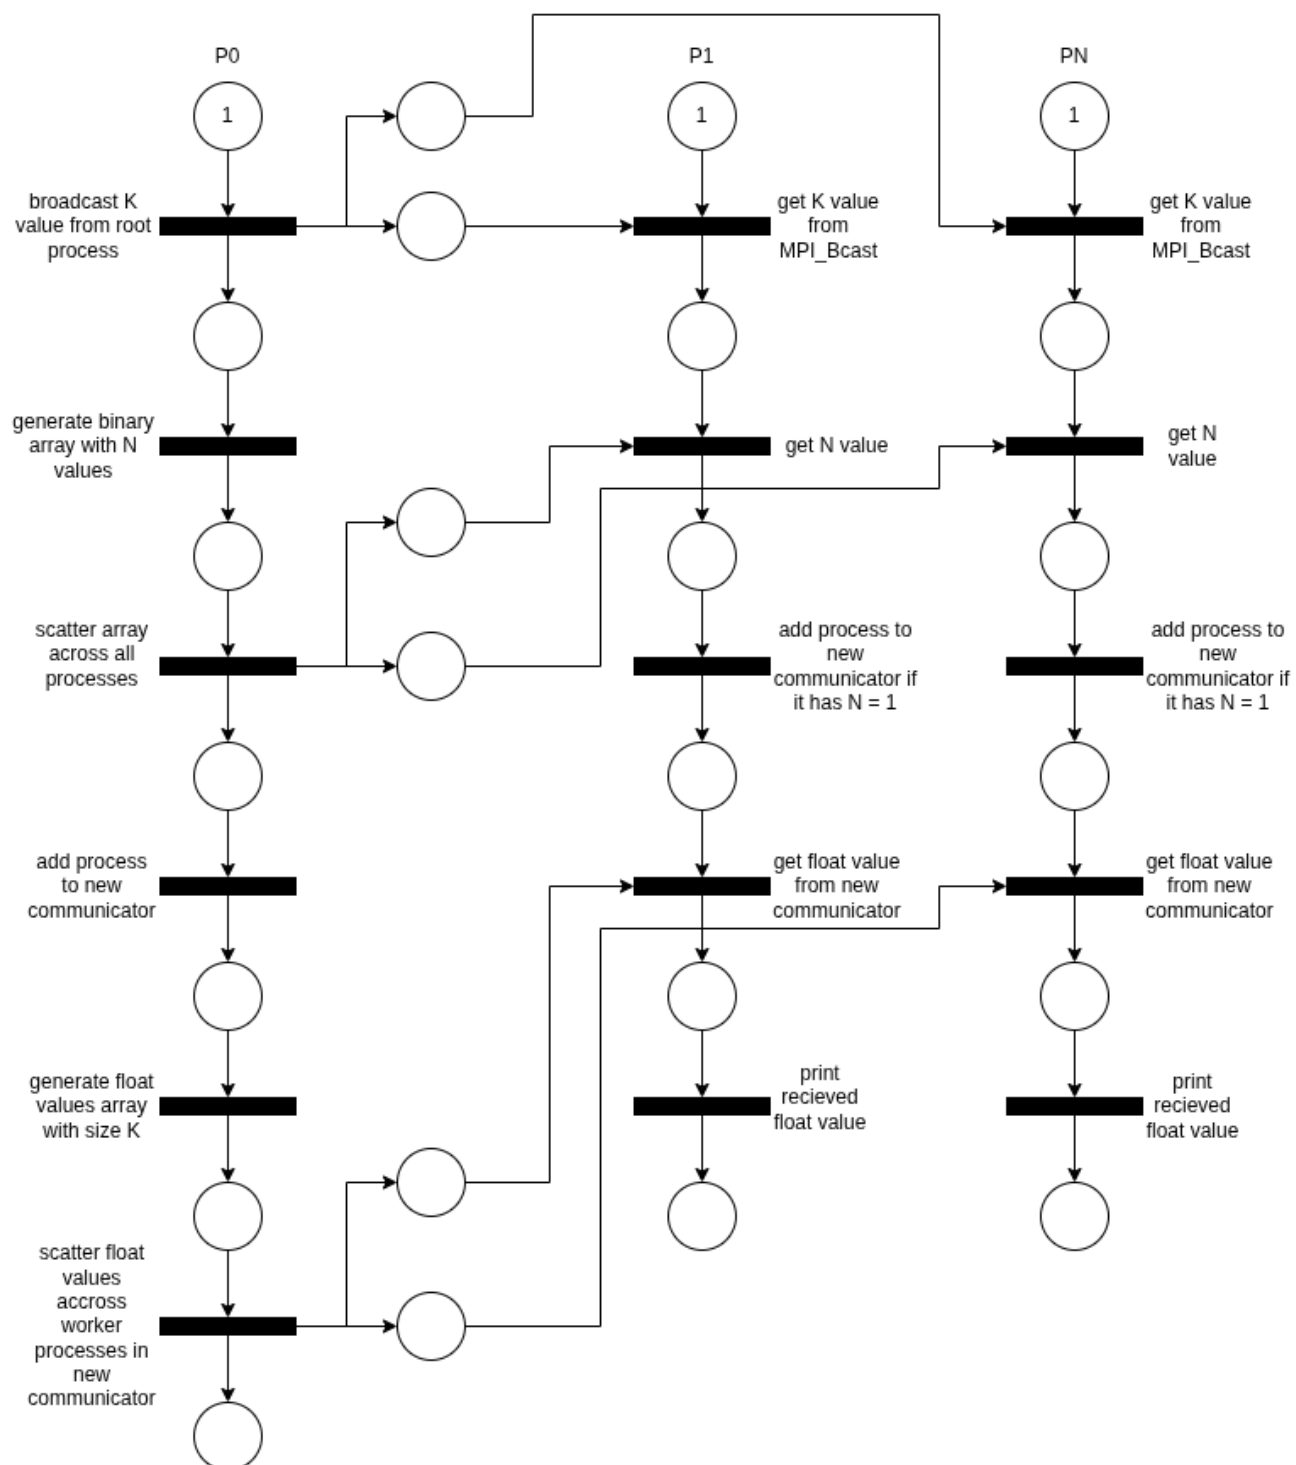 P0
P1
PN
1
1
1
broadcast K
value from root
process
get K value
from
MPI_Bcast
get K value
from
MPI_Bcast
generate binary
array with N
values
get N value
get N
value
scatter array
across all
processes
add process to
new
communicator if
it has N = 1
add process to
new
communicator if
it has N = 1
add process
to new
communicator
get float value
from new
communicator
get float value
from new
communicator
generate float
values array
with size K
print
recieved
float value
print
recieved
float value
scatter float
values
accross
worker
processes in
new
communicator